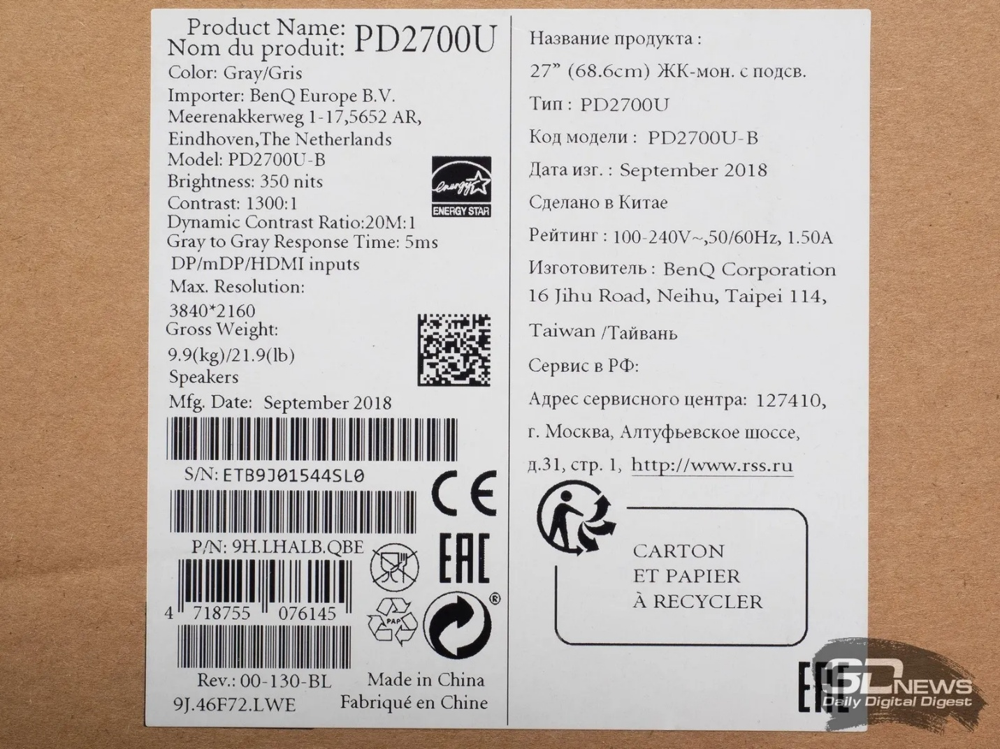 Product Name:
Nom du produit: PD2700U
Color: Gray/Gris
Importer: BenQ Europe B.V.
Meerenakkerweg 1-17,5652 AR,
Eindhoven,The Netherlands
Model: PD2700U-B
Brightness: 350 nits
Contrast: 1300:1
Dynamic Contrast Ratio:20M:1
Gray to Gray Response Time: 5ms
DP/mDP/HDMI inputs
Max. Resolution:
3840*2160
Gross Weight:
9.9(kg)/21.9(lb)
Speakers
Mfg. Date: September 2018
energy
ENERGY STAR
S/N: ETB9J01544SL0
CE
P/N: 9H.LHALB.QBE
EAC
4 718755 076145
PAP
®
Rev.: 00-130-BL
9J.46F72.LWE
Made in China
Fabriqué en Chine
Название продукта :
27” (68.6cm) ЖК-мон. с подсв.
Тип : PD2700U
Код модели : PD2700U-B
Дата изг. : September 2018
Сделано в Китае
Рейтинг : 100-240V~,50/60Hz, 1.50A
Изготовитель : BenQ Corporation
16 Jihu Road, Neihu, Taipei 114,
Taiwan /Тайвань
Сервис в РФ:
Адрес сервисного центра: 127410,
г. Москва, Алтуфьевское шоссе,
д.31, стр. 1, http://www.rss.ru
CARTON
ET PAPIER
À RECYCLER
EAC
3DNEWS
Daily Digital Digest